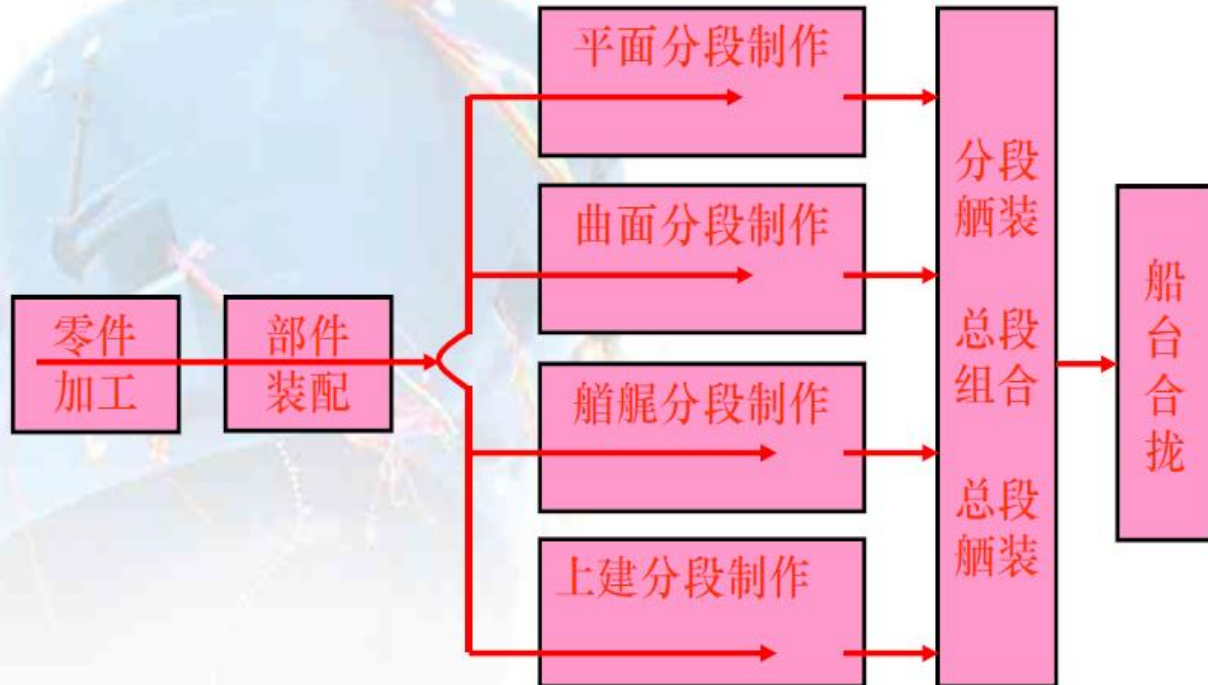 零件
加工
部件
装配
平面分段制作
曲面分段制作
艏艉分段制作
上建分段制作
分段
舾装
总段
组合
总段
舾装
船
台
合
拢